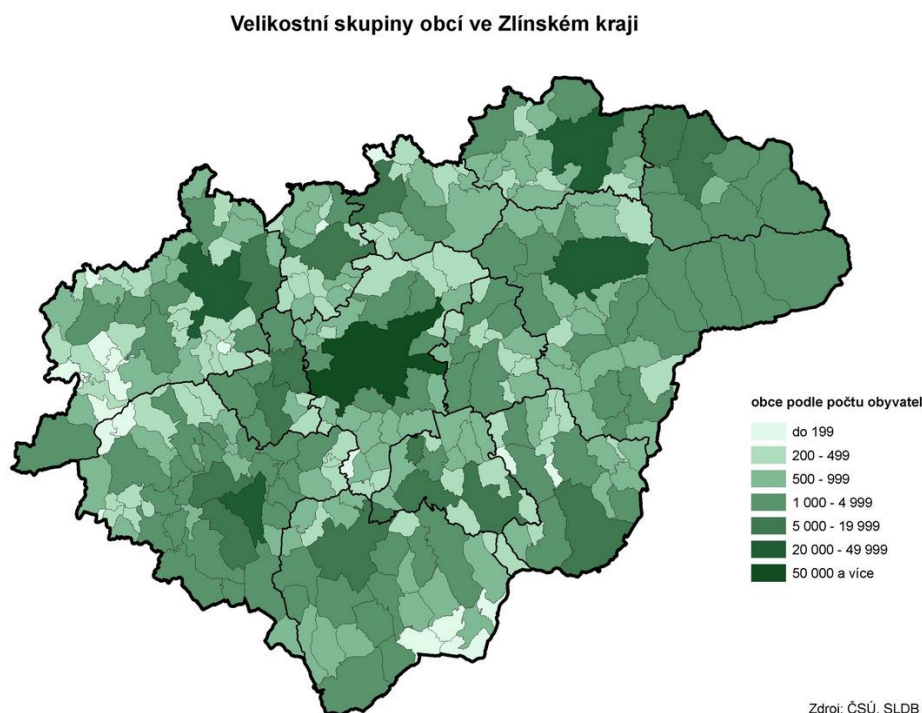 Velikostní skupiny obcí ve Zlínském kraji
obce podle počtu obyvatel
do 199
200 - 499
500 - 999
1 000 - 4 999
5 000 - 19 999
20 000 - 49 999
50 000 a více
Zdroj: ČSÚ, SLDB